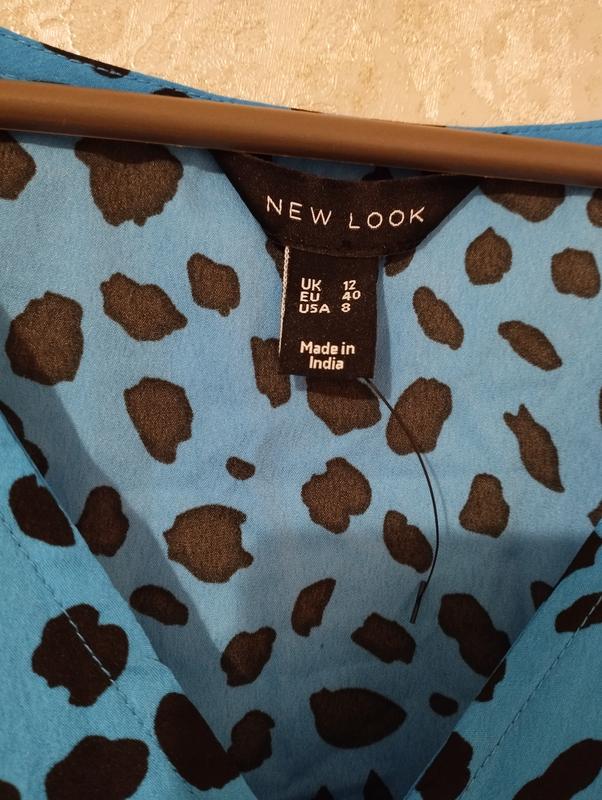 NEW LOOK
UK 12
EU 40
USA 8
Made in
India